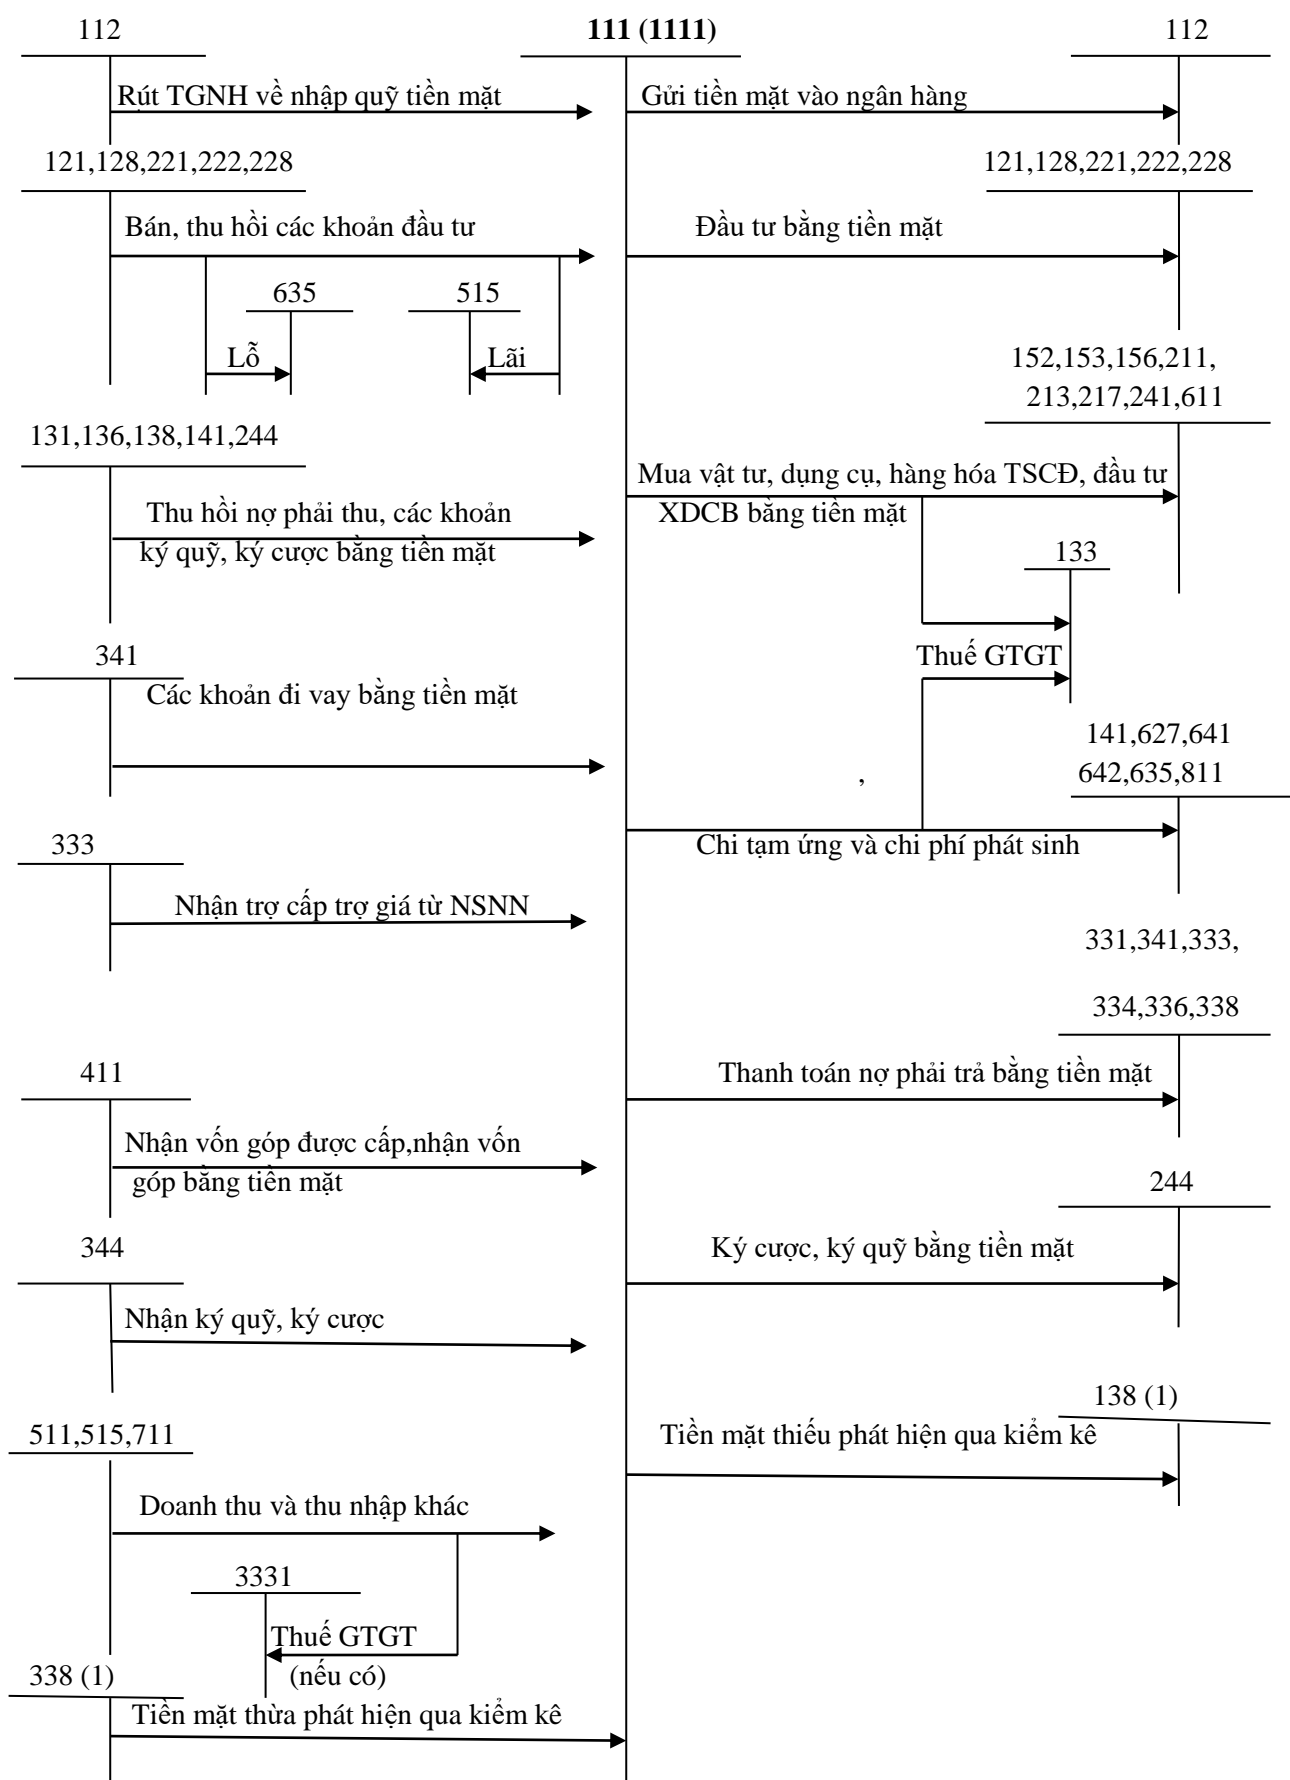 112
111 (1111)
112
Rút TGNH về nhập quỹ tiền mặt
Gửi tiền mặt vào ngân hàng
121,128,221,222,228
121,128,221,222,228
Bán, thu hồi các khoản đầu tư
Đầu tư bằng tiền mặt
635
515
Lỗ
Lãi
152,153,156,211,
213,217,241,611
131,136,138,141,244
Mua vật tư, dụng cụ, hàng hóa TSCĐ, đầu tư
XDCB bằng tiền mặt
Thu hồi nợ phải thu, các khoản
ký quỹ, ký cược bằng tiền mặt
133
Thuế GTGT
341
Các khoản đi vay bằng tiền mặt
141,627,641
642,635,811
,
Chi tạm ứng và chi phí phát sinh
333
Nhận trợ cấp trợ giá từ NSNN
331,341,333,
334,336,338
411
Thanh toán nợ phải trả bằng tiền mặt
Nhận vốn góp được cấp,nhận vốn
góp bằng tiền mặt
244
344
Ký cược, ký quỹ bằng tiền mặt
Nhận ký quỹ, ký cược
138 (1)
511,515,711
Tiền mặt thiếu phát hiện qua kiểm kê
Doanh thu và thu nhập khác
3331
Thuế GTGT
(nếu có)
338 (1)
Tiền mặt thừa phát hiện qua kiểm kê